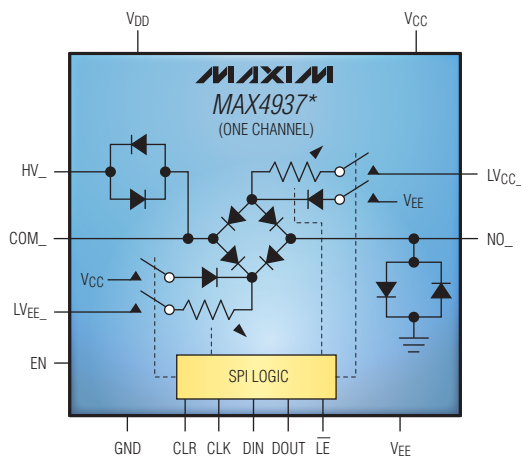 VDD
VCC
MAXIM
MAX4937*
(ONE CHANNEL)
HV_
LVCC_
VEE
COM_
NO_
VCC
LVEE_
EN
SPI LOGIC
GND CLR CLK DIN DOUT L̅E̅ VEE